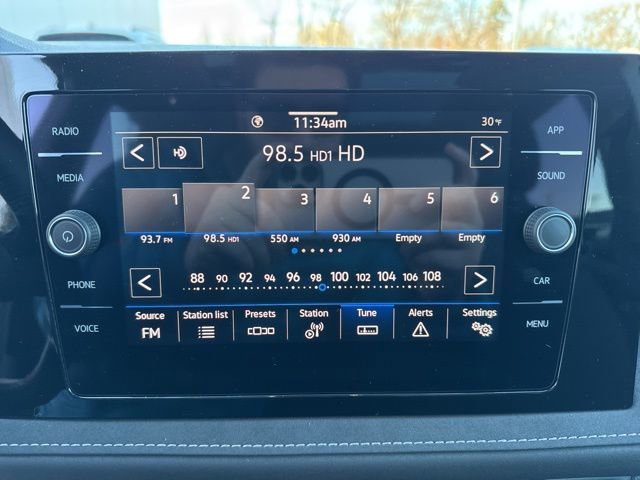 RADIO
MEDIA
PHONE
VOICE
11:34am
30 °F
98.5 HD1 HD
1 2 3 4 5 6
93.7 FM 98.5 HD1 550 AM 930 AM Empty Empty
88 90 92 94 96 98 100 102 104 106 108
Source Station list Presets Station Tune Alerts Settings
FM
APP
SOUND
CAR
MENU